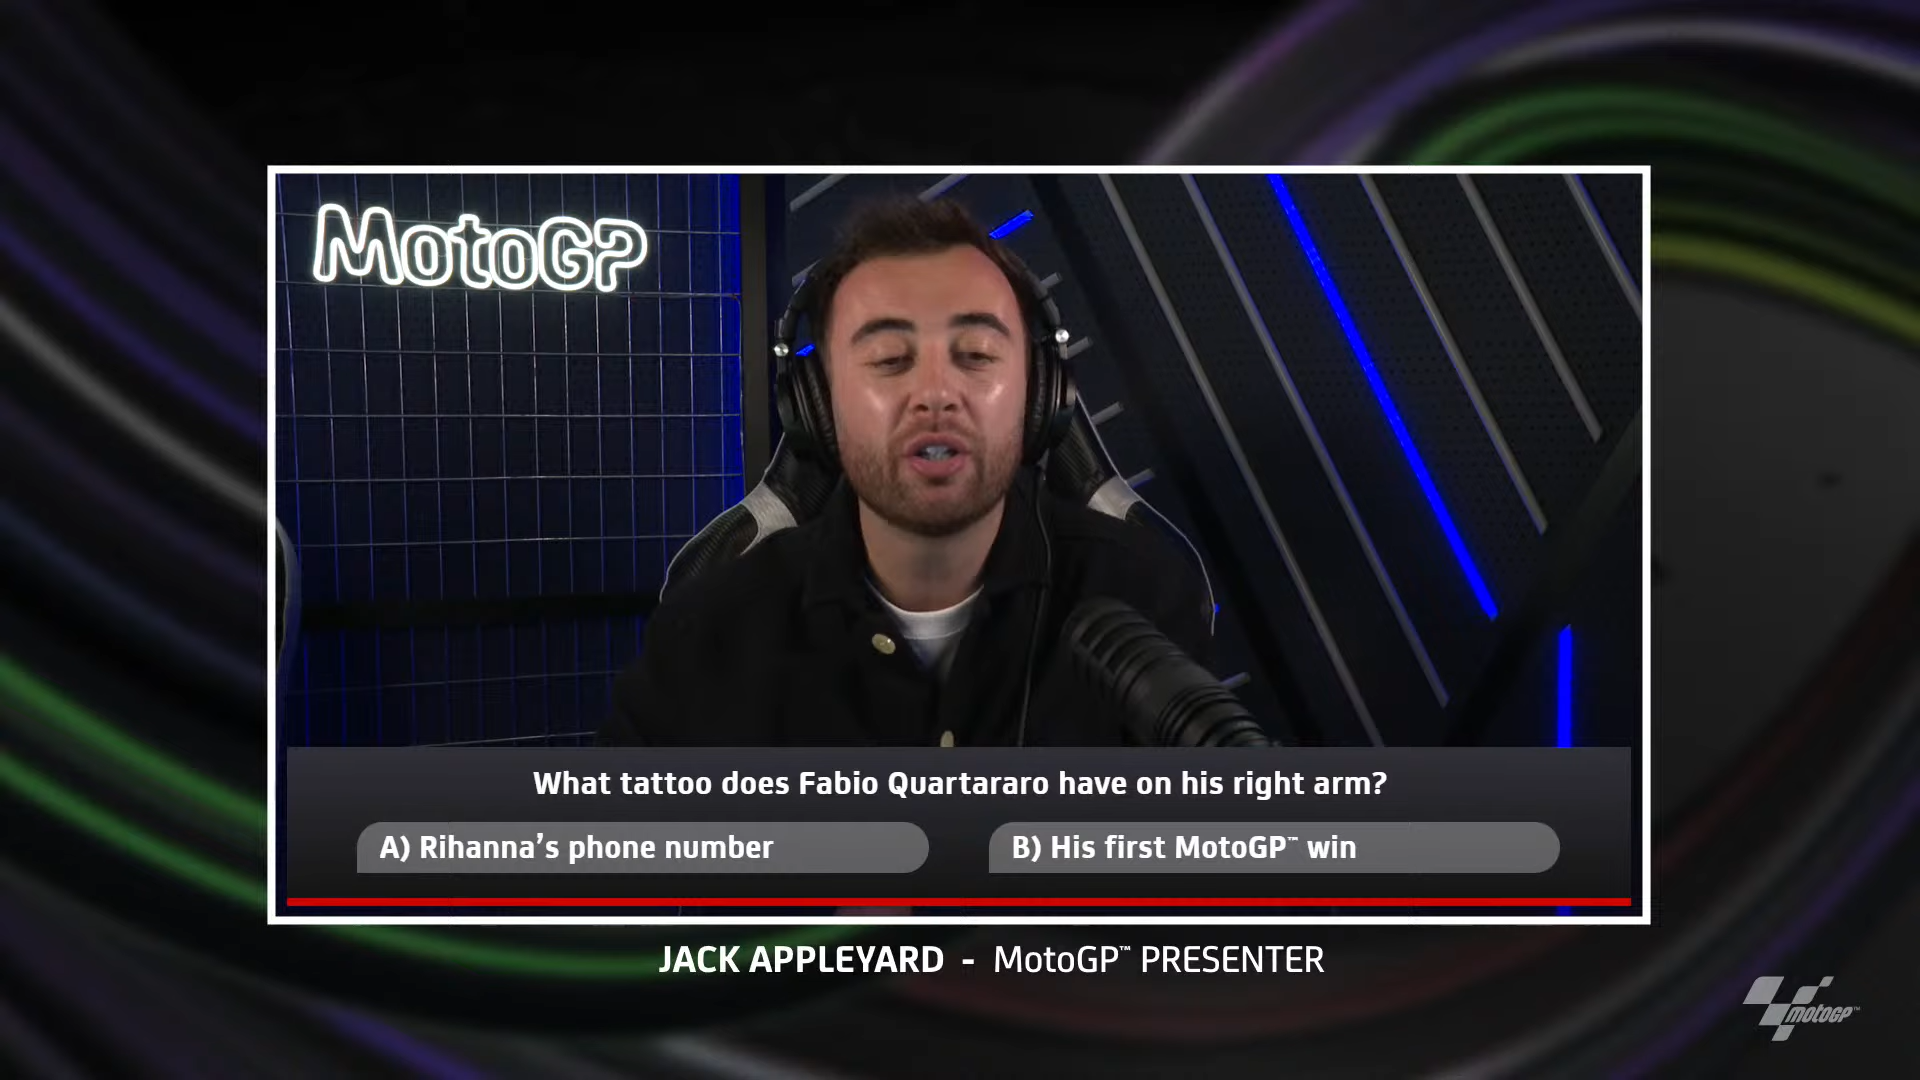 MotoGP
What tattoo does Fabio Quartararo have on his right arm?
A) Rihanna's phone number
B) His first MotoGP™ win
JACK APPLEYARD - MotoGP™ PRESENTER
motoGP™